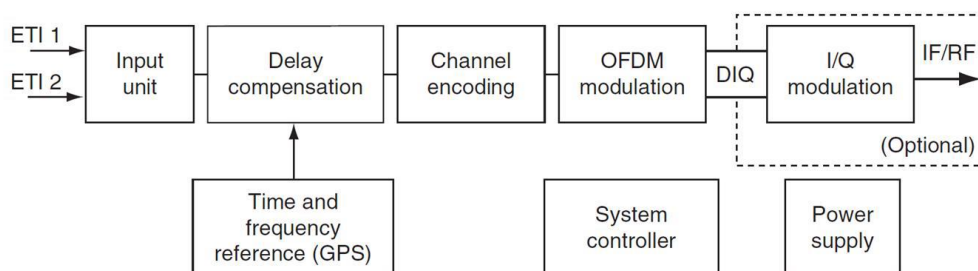 ETI 1
ETI 2
Input
unit
Delay
compensation
Channel
encoding
OFDM
modulation
DIQ
I/Q
modulation
IF/RF
(Optional)
Time and
frequency
reference (GPS)
System
controller
Power
supply